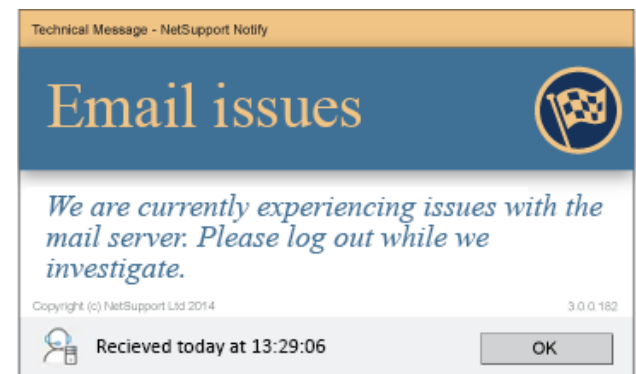 Technical Message - NetSupport Notify
Email issues
We are currently experiencing issues with the
mail server. Please log out while we
investigate.
Copyright (c) NetSupport Ltd 2014
3.0.0.182
Recieved today at 13:29:06
OK